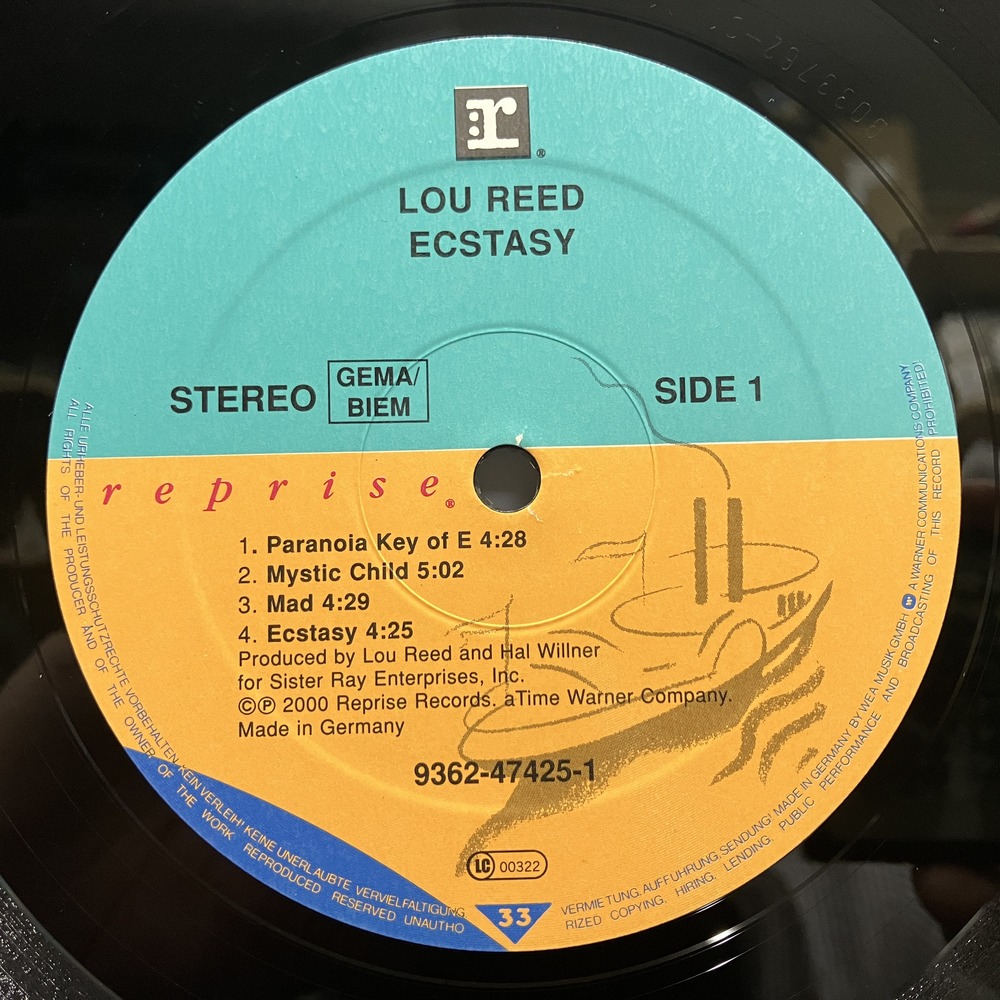 r®
LOU REED
ECSTASY
STEREO
GEMA/
BIEM
SIDE 1
reprise®
1. Paranoia Key of E 4:28
2. Mystic Child 5:02
3. Mad 4:29
4. Ecstasy 4:25
Produced by Lou Reed and Hal Willner
for Sister Ray Enterprises, Inc.
©℗ 2000 Reprise Records. aTime Warner Company.
Made in Germany
9362-47425-1
LC 00322
33
ALLE URHEBER- UND LEISTUNGSSCHUTZRECHTE VORBEHALTEN. KEIN VERLEIH! KEINE UNERLAUBTE VERVIELFALTIGUNG.
VERMIETUNG. AUFFUHRUNG. SENDUNG! MADE IN GERMANY BY WEA MUSIK GMBH W A WARNER COMMUNICATIONS COMPANY
ALL RIGHTS OF THE PRODUCER AND OF THE OWNER OF THE WORK REPRODUCED RESERVED UNAUTHO
RIZED COPYING. HIRING. LENDING. PUBLIC PERFORMANCE AND BROADCASTING OF THIS RECORD PROHIBITED!